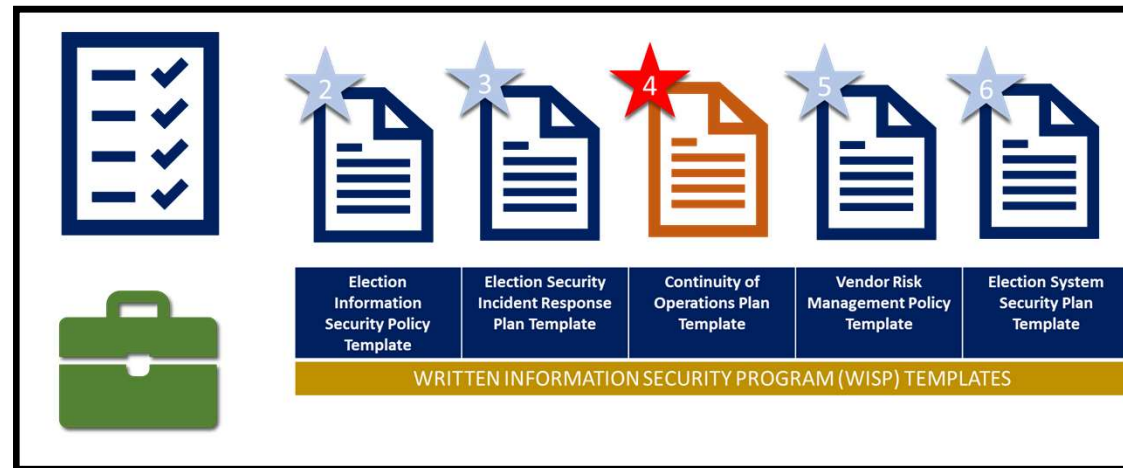 2
3
4
5
6
Election
Information
Security Policy
Template
Election Security
Incident Response
Plan Template
Continuity of
Operations Plan
Template
Vendor Risk
Management Policy
Template
Election System
Security Plan
Template
WRITTEN INFORMATION SECURITY PROGRAM (WISP) TEMPLATES